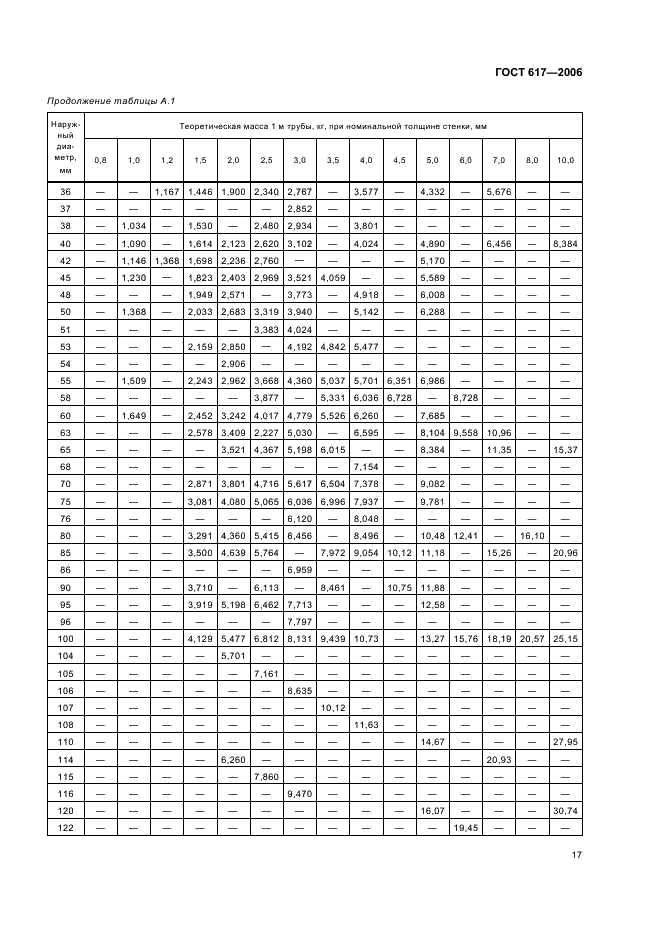 ГОСТ 617—2006
Продолжение таблицы А.1
Наруж-
ный
диа-
метр,
мм
Теоретическая масса 1 м трубы, кг, при номинальной толщине стенки, мм
0,8 1,0 1,2 1,5 2,0 2,5 3,0 3,5 4,0 4,5 5,0 6,0 7,0 8,0 10,0
36 — — 1,167 1,446 1,900 2,340 2,767 — 3,577 — 4,332 — 5,676 — —
37 — — — — — — 2,852 — — — — — — — —
38 — 1,034 — 1,530 — 2,480 2,934 — 3,801 — — — — — —
40 — 1,090 — 1,614 2,123 2,620 3,102 — 4,024 — 4,890 — 6,456 — 8,384
42 — 1,146 1,368 1,698 2,236 2,760 — — — — 5,170 — — — —
45 — 1,230 — 1,823 2,403 2,969 3,521 4,059 — — 5,589 — — — —
48 — — — 1,949 2,571 — 3,773 — 4,918 — 6,008 — — — —
50 — 1,368 — 2,033 2,683 3,319 3,940 — 5,142 — 6,288 — — — —
51 — — — — — 3,383 4,024 — — — — — — — —
53 — — — 2,159 2,850 — 4,192 4,842 5,477 — — — — — —
54 — — — — 2,906 — — — — — — — — — —
55 — 1,509 — 2,243 2,962 3,668 4,360 5,037 5,701 6,351 6,986 — — — —
58 — — — — — 3,877 — 5,331 6,036 6,728 — 8,728 — — —
60 — 1,649 — 2,452 3,242 4,017 4,779 5,526 6,260 — 7,685 — — — —
63 — — — 2,578 3,409 2,227 5,030 — 6,595 — 8,104 9,558 10,96 — —
65 — — — — 3,521 4,367 5,198 6,015 — — 8,384 — 11,35 — 15,37
68 — — — — — — — — 7,154 — — — — — —
70 — — — 2,871 3,801 4,716 5,617 6,504 7,378 — 9,082 — — — —
75 — — — 3,081 4,080 5,065 6,036 6,996 7,937 — 9,781 — — — —
76 — — — — — — 6,120 — 8,048 — — — — — —
80 — — — 3,291 4,360 5,415 6,456 — 8,496 — 10,48 12,41 — 16,10 —
85 — — — 3,500 4,639 5,764 — 7,972 9,054 10,12 11,18 — 15,26 — 20,96
86 — — — — — — 6,959 — — — — — — — —
90 — — — 3,710 — 6,113 — 8,461 — 10,75 11,88 — — — —
95 — — — 3,919 5,198 6,462 7,713 — — — 12,58 — — — —
96 — — — — — — 7,797 — — — — — — — —
100 — — — 4,129 5,477 6,812 8,131 9,439 10,73 — 13,27 15,76 18,19 20,57 25,15
104 — — — — 5,701 — — — — — — — — — —
105 — — — — — 7,161 — — — — — — — — —
106 — — — — — — 8,635 — — — — — — — —
107 — — — — — — — 10,12 — — — — — — —
108 — — — — — — — — 11,63 — — — — — —
110 — — — — — — — — — — 14,67 — — — 27,95
114 — — — — 6,260 — — — — — — — 20,93 — —
115 — — — — — 7,860 — — — — — — — — —
116 — — — — — — 9,470 — — — — — — — —
120 — — — — — — — — — — 16,07 — — — 30,74
122 — — — — — — — — — — — 19,45 — — —
17